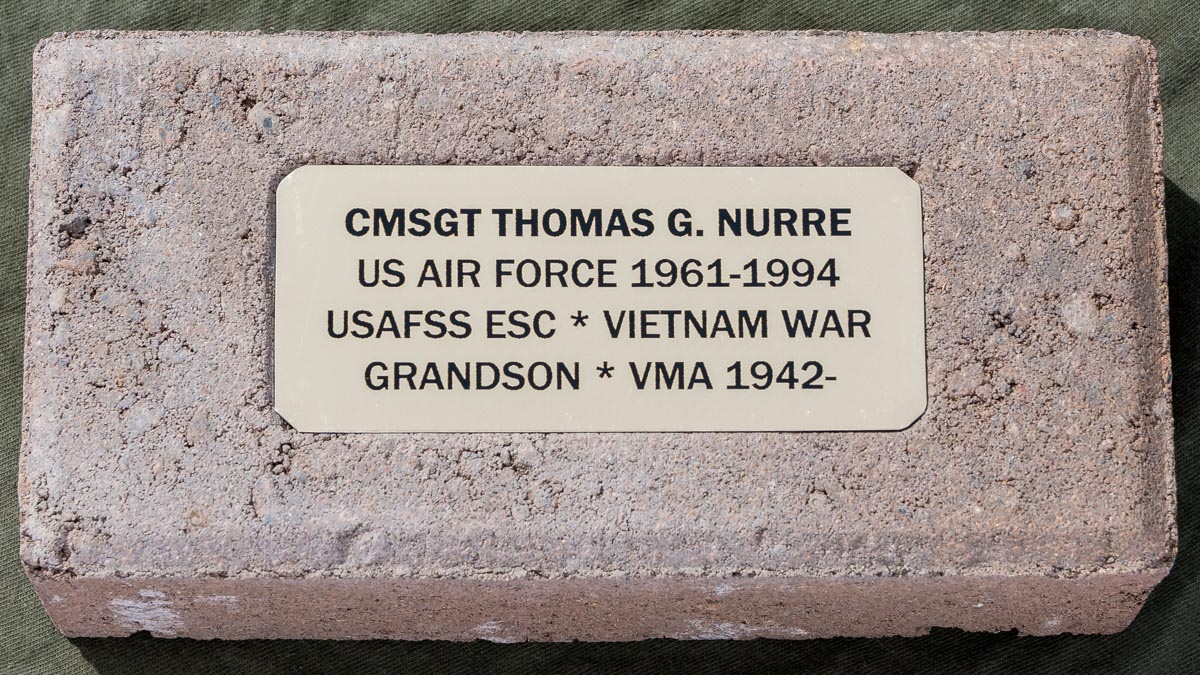 CMSGT THOMAS G. NURRE
US AIR FORCE 1961-1994
USAFSS ESC * VIETNAM WAR
GRANDSON * VMA 1942-